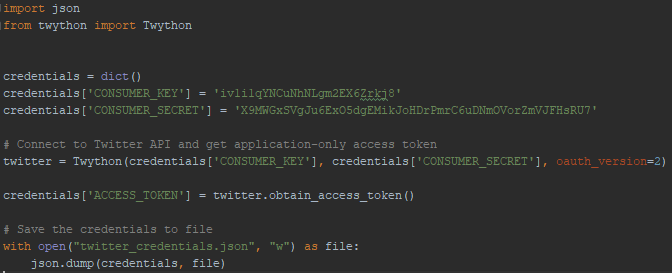 import json
from twython import Twython
credentials = dict()
credentials['CONSUMER_KEY'] = 'iv1i1qYNCuNhNLgm2EX6Zrkj8'
credentials['CONSUMER_SECRET'] = 'X9MWGxSVgJu6ExO5dgEMikJoHDrPmrC6uDNmOVorZmVJFHsRU7'
# Connect to Twitter API and get application-only access token
twitter = Twython(credentials['CONSUMER_KEY'], credentials['CONSUMER_SECRET'], oauth_version=2)
credentials['ACCESS_TOKEN'] = twitter.obtain_access_token()
# Save the credentials to file
with open("twitter_credentials.json", "w") as file:
    json.dump(credentials, file)